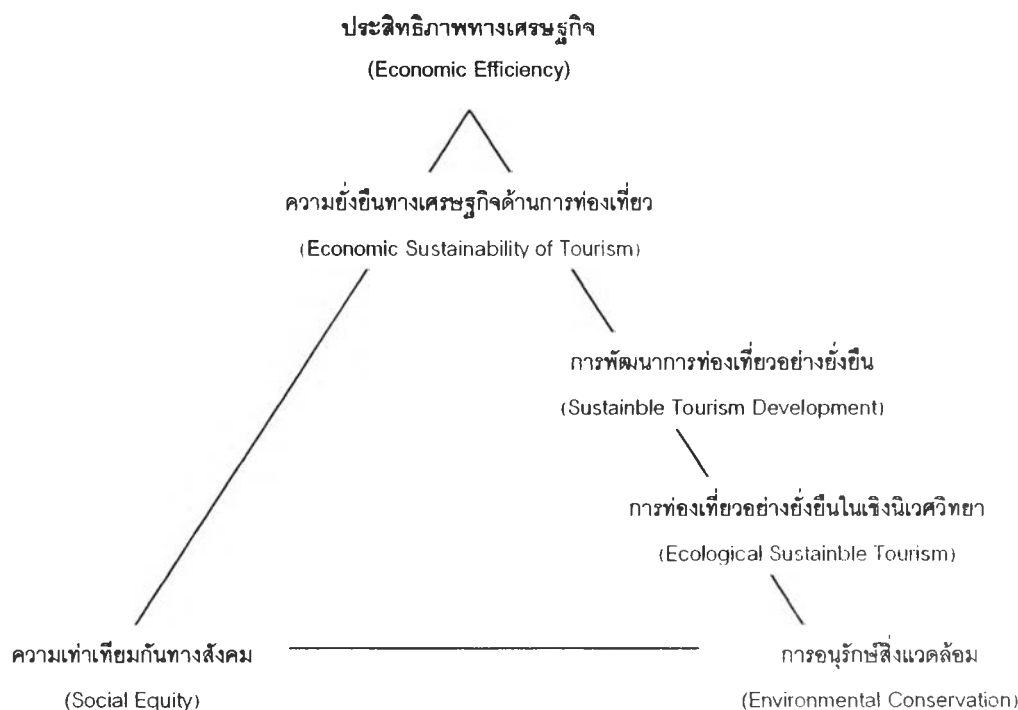 ประสิทธิภาพทางเศรษฐกิจ
(Economic Efficiency)
ความยั่งยืนทางเศรษฐกิจด้านการท่องเที่ยว
(Economic Sustainability of Tourism)
การพัฒนาการท่องเที่ยวอย่างยั่งยืน
(Sustainble Tourism Development)
การท่องเที่ยวอย่างยั่งยืนในเชิงนิเวศวิทยา
(Ecological Sustainble Tourism)
ความเท่าเทียมกันทางสังคม
(Social Equity)
การอนุรักษ์สิ่งแวดล้อม
(Environmental Conservation)